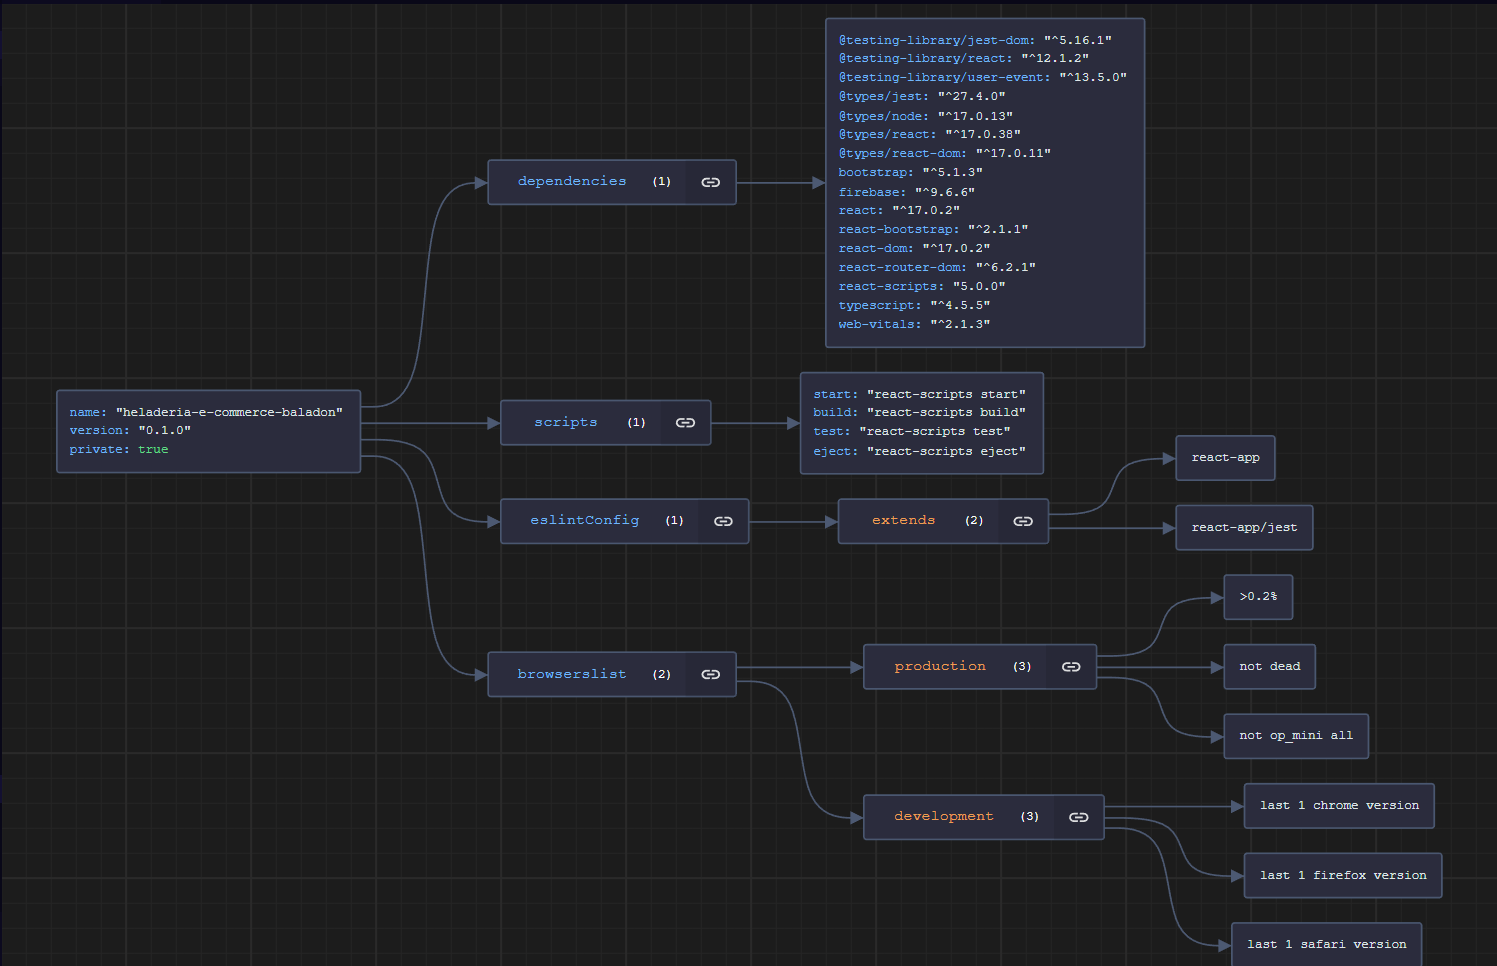 @testing-library/jest-dom: "^5.16.1"
@testing-library/react: "^12.1.2"
@testing-library/user-event: "^13.5.0"
@types/jest: "^27.4.0"
@types/node: "^17.0.13"
@types/react: "^17.0.38"
@types/react-dom: "^17.0.11"
bootstrap: "^5.1.3"
firebase: "^9.6.6"
react: "^17.0.2"
react-bootstrap: "^2.1.1"
react-dom: "^17.0.2"
react-router-dom: "^6.2.1"
react-scripts: "5.0.0"
typescript: "^4.5.5"
web-vitals: "^2.1.3"
dependencies (1)
name: "heladeria-e-commerce-baladon"
version: "0.1.0"
private: true
scripts (1)
start: "react-scripts start"
build: "react-scripts build"
test: "react-scripts test"
eject: "react-scripts eject"
eslintConfig (1)
extends (2)
react-app
react-app/jest
browserslist (2)
production (3)
>0.2%
not dead
not op_mini all
development (3)
last 1 chrome version
last 1 firefox version
last 1 safari version